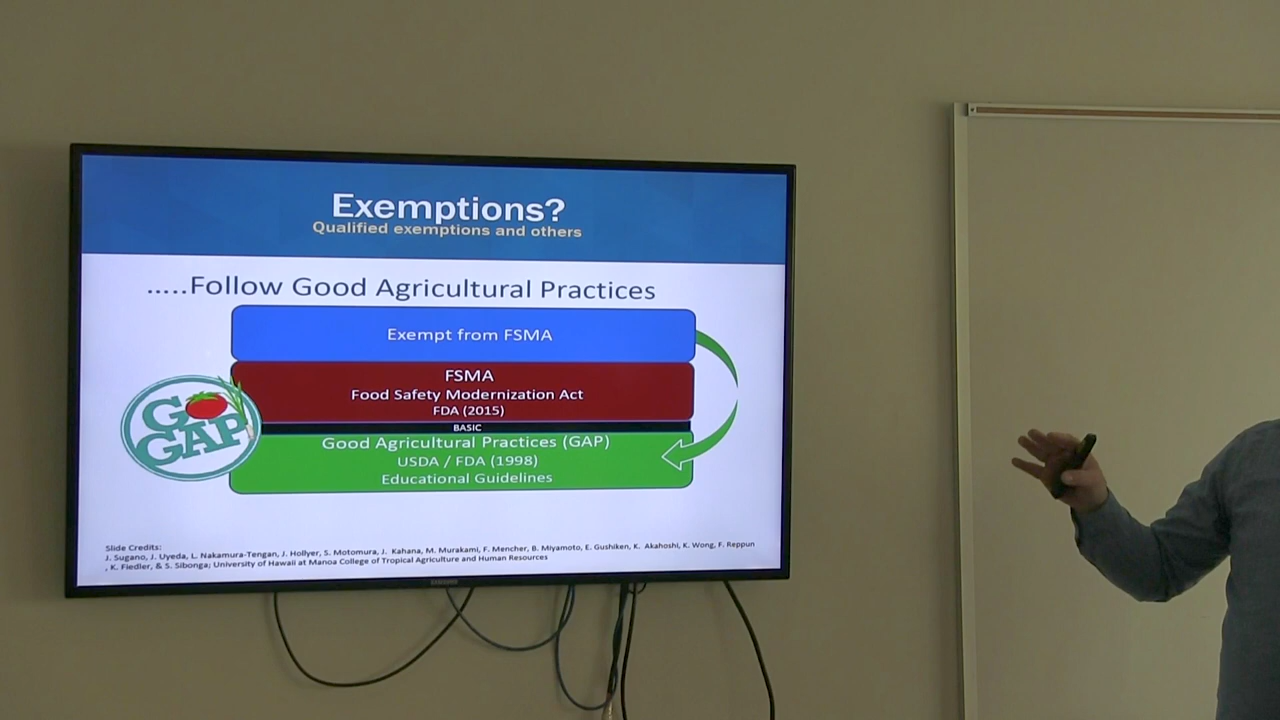 Exemptions?
Qualified exemptions and others
.....Follow Good Agricultural Practices
Exempt from FSMA
FSMA
Food Safety Modernization Act
FDA (2015)
BASIC
Good Agricultural Practices (GAP)
USDA / FDA (1998)
Educational Guidelines
GO
GAP
Slide Credits:
J. Sugano, J. Uyeda, L. Nakamura-Tengan, J. Hollyer, S. Motomura, J. Kahana, M. Murakami, F. Mencher, B. Miyamoto, E. Gushiken, K. Akahoshi, K. Wong, F. Reppun
, K. Fiedler, & S. Sibonga; University of Hawaii at Manoa College of Tropical Agriculture and Human Resources
SAMSUNG